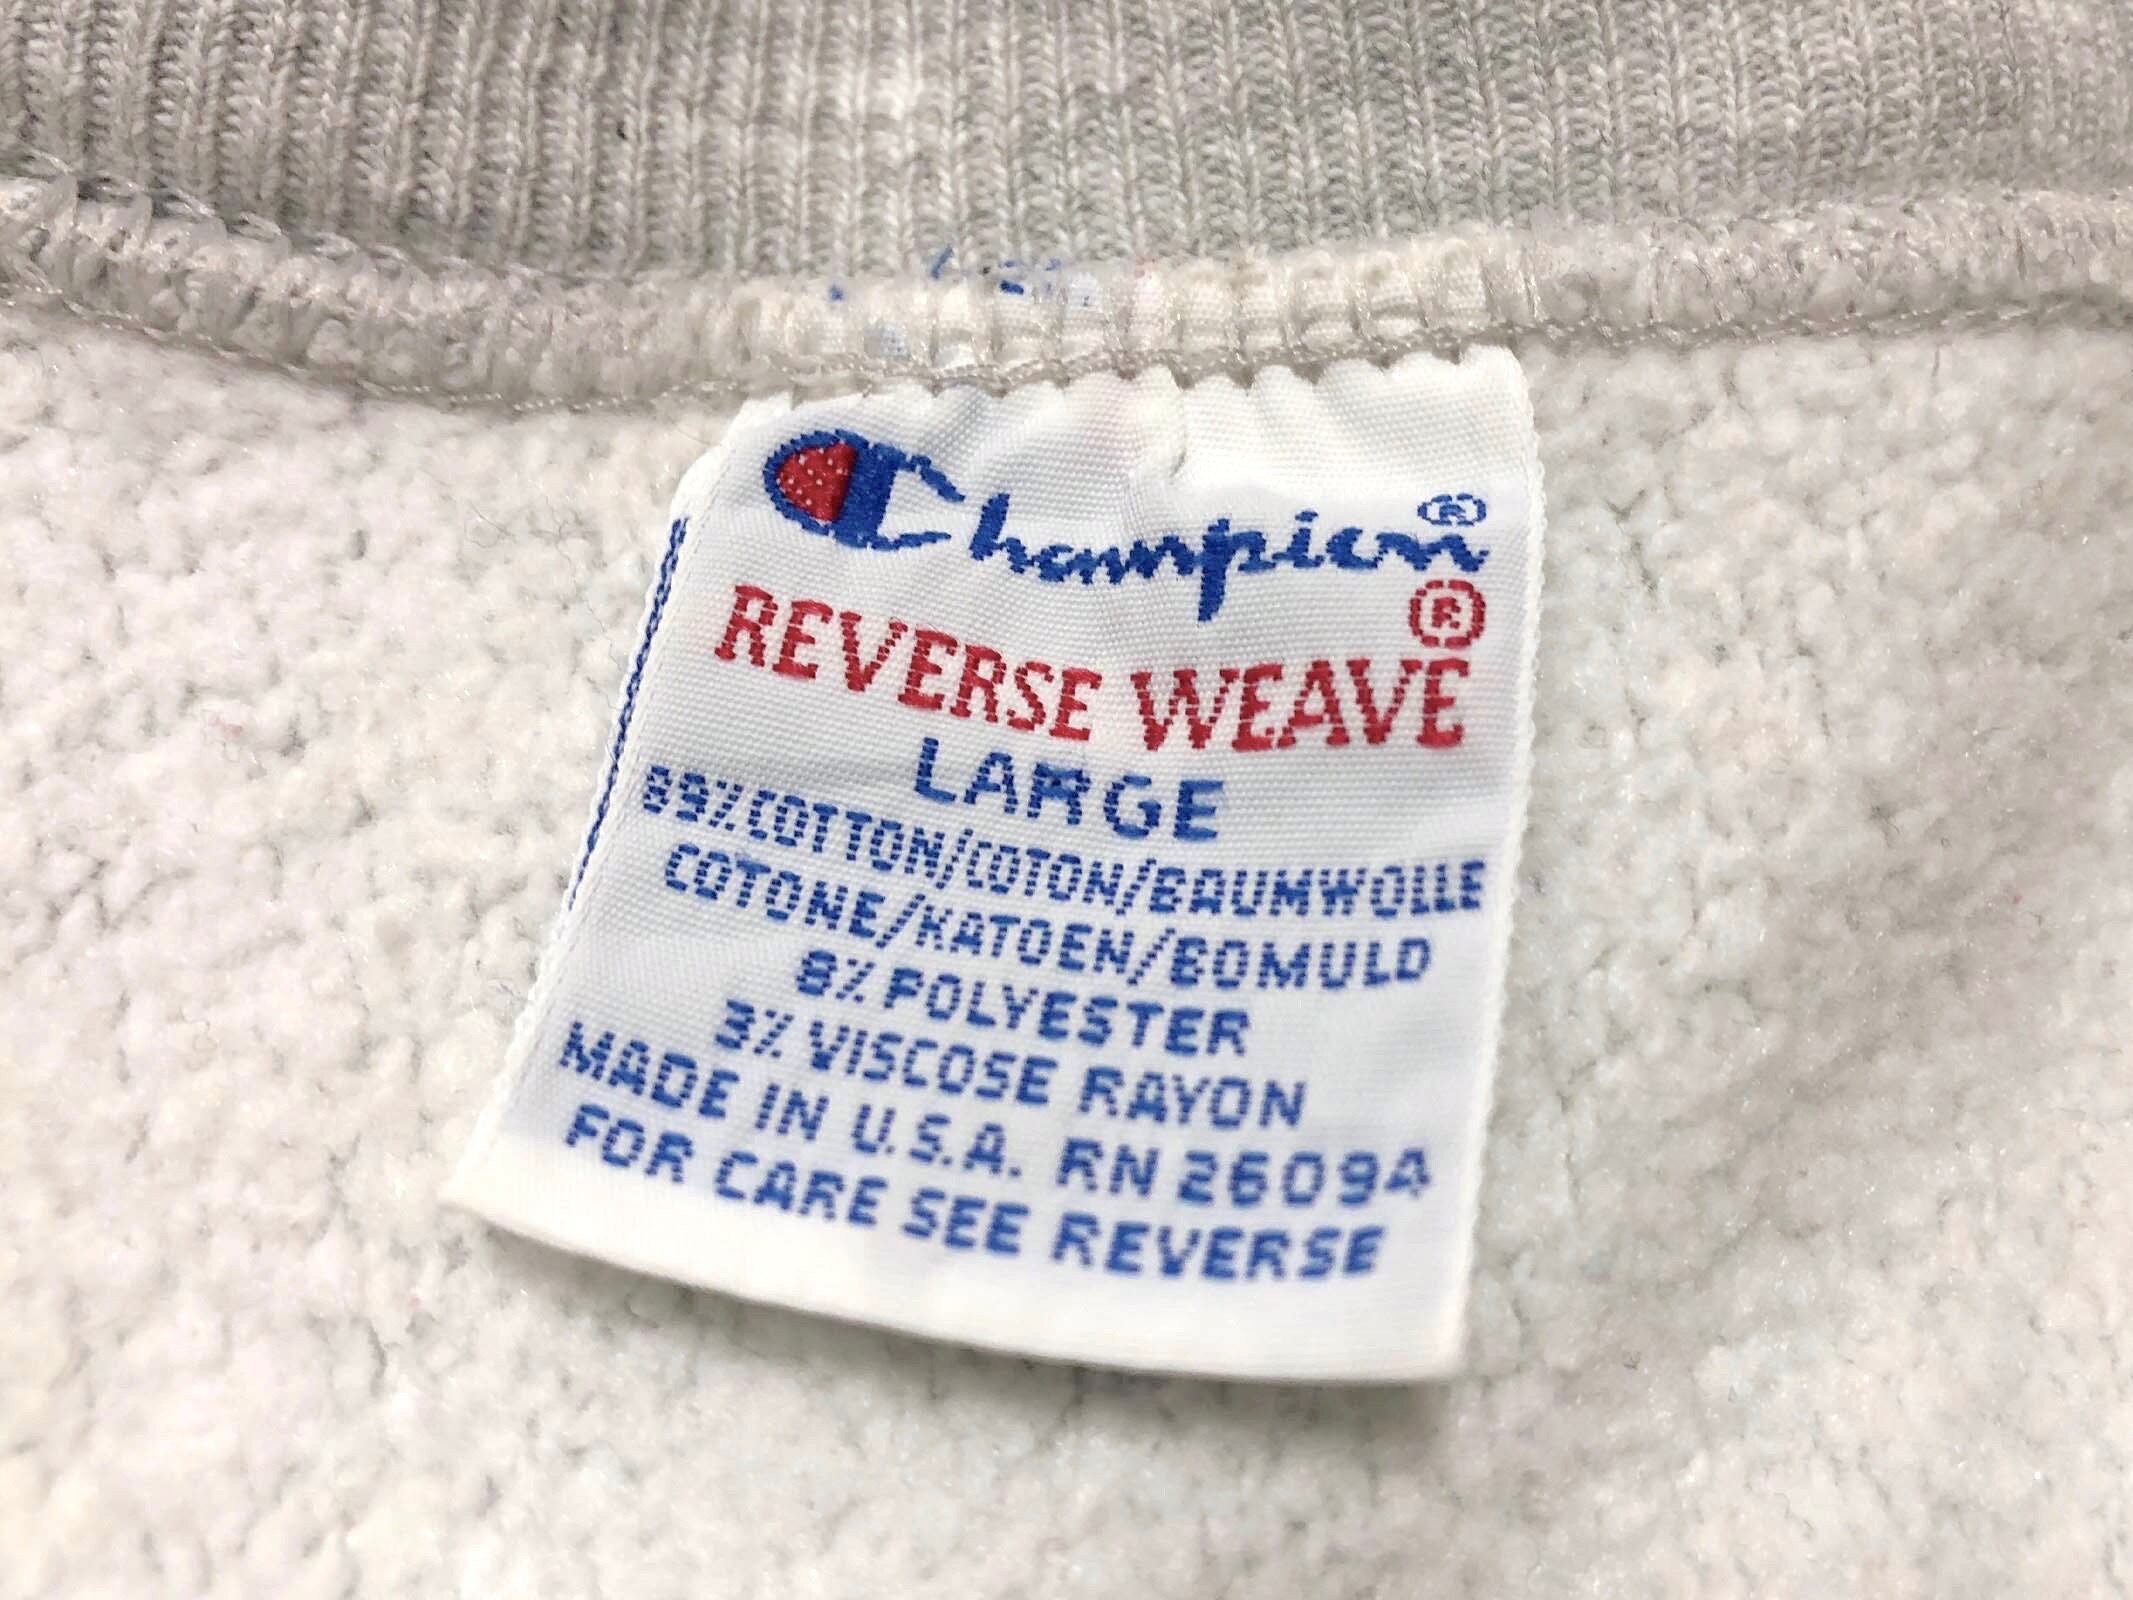 Champion®
REVERSE WEAVE®
LARGE
89% COTTON/COTON/BAUMWOLLE
COTONE/KATOEN/BOMULD
8% POLYESTER
3% VISCOSE RAYON
MADE IN U.S.A. RN 26094
FOR CARE SEE REVERSE